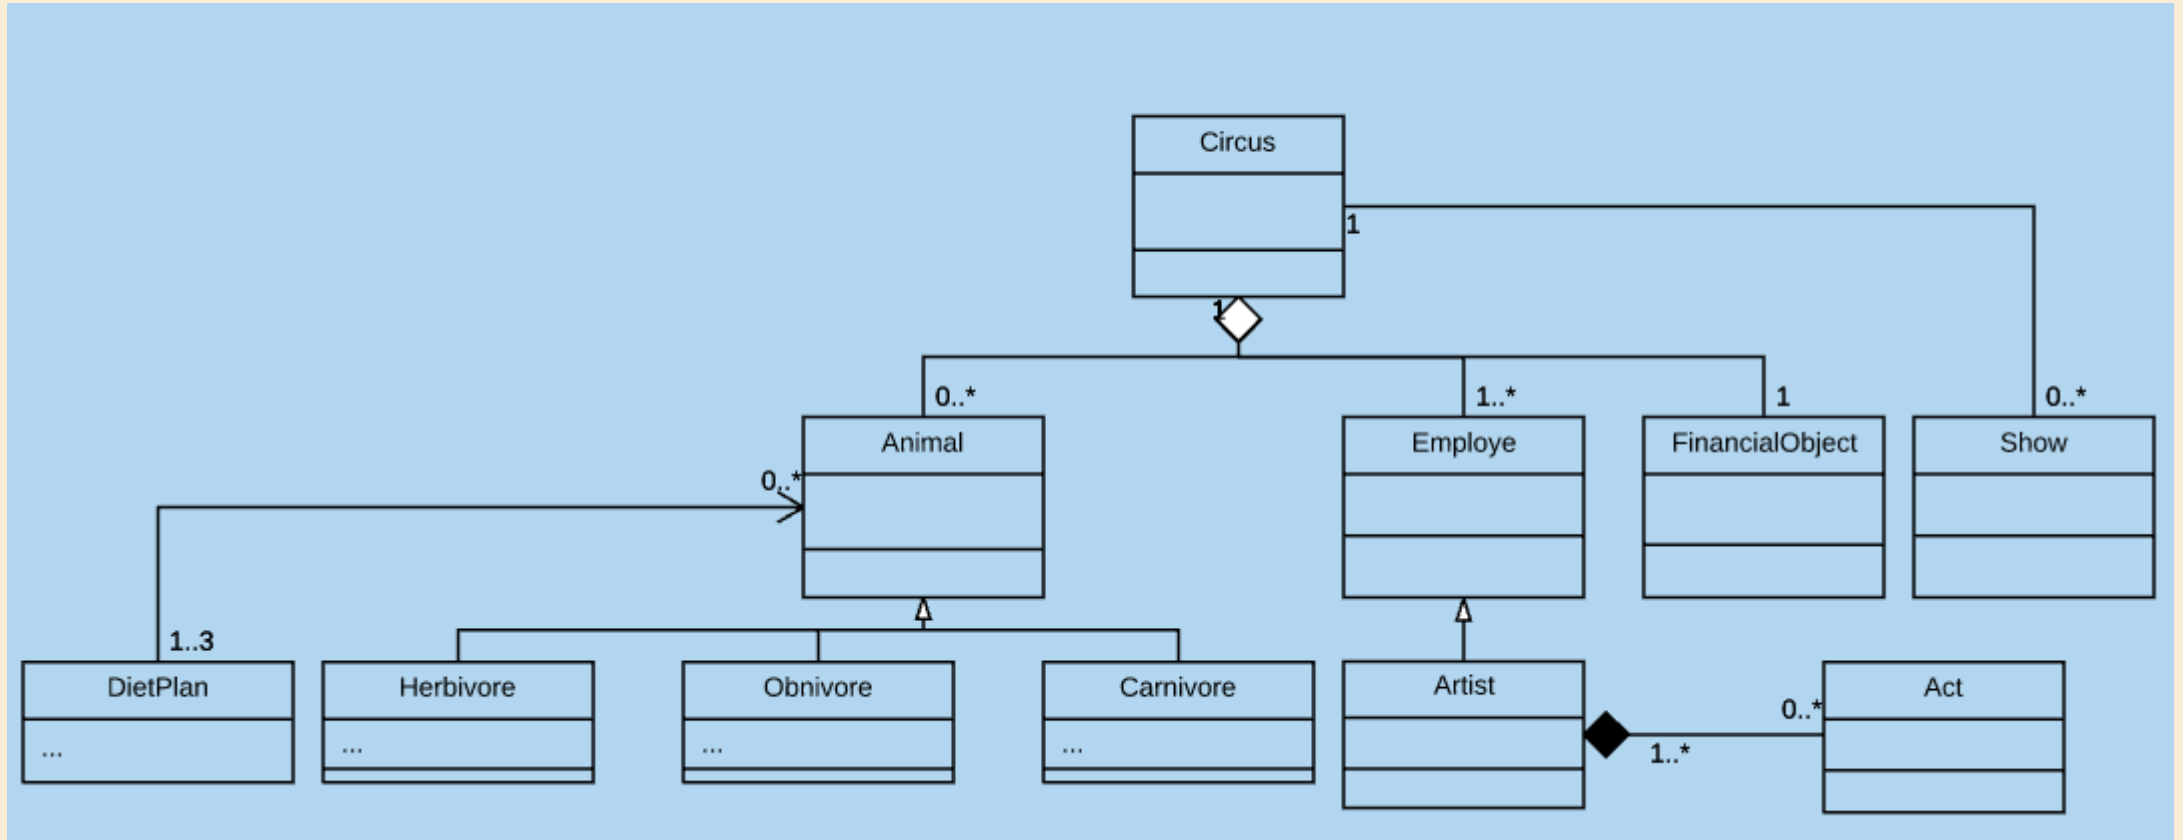 Circus
1
1
0..*
1..*
1
0..*
Animal
Employe
FinancialObject
Show
0..*
1..3
DietPlan
Herbivore
Obnivore
Carnivore
Artist
Act
0..*
...
...
...
...
1..*